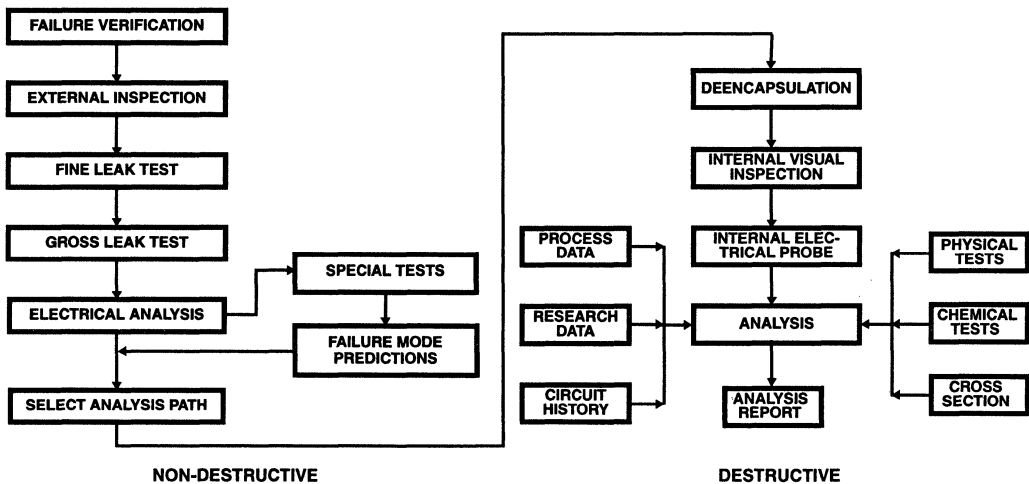 FAILURE VERIFICATION
EXTERNAL INSPECTION
FINE LEAK TEST
GROSS LEAK TEST
ELECTRICAL ANALYSIS
SPECIAL TESTS
FAILURE MODE
PREDICTIONS
SELECT ANALYSIS PATH
NON-DESTRUCTIVE
DEENCAPSULATION
INTERNAL VISUAL
INSPECTION
INTERNAL ELEC-
TRICAL PROBE
PROCESS
DATA
RESEARCH
DATA
CIRCUIT
HISTORY
ANALYSIS
ANALYSIS
REPORT
PHYSICAL
TESTS
CHEMICAL
TESTS
CROSS
SECTION
DESTRUCTIVE